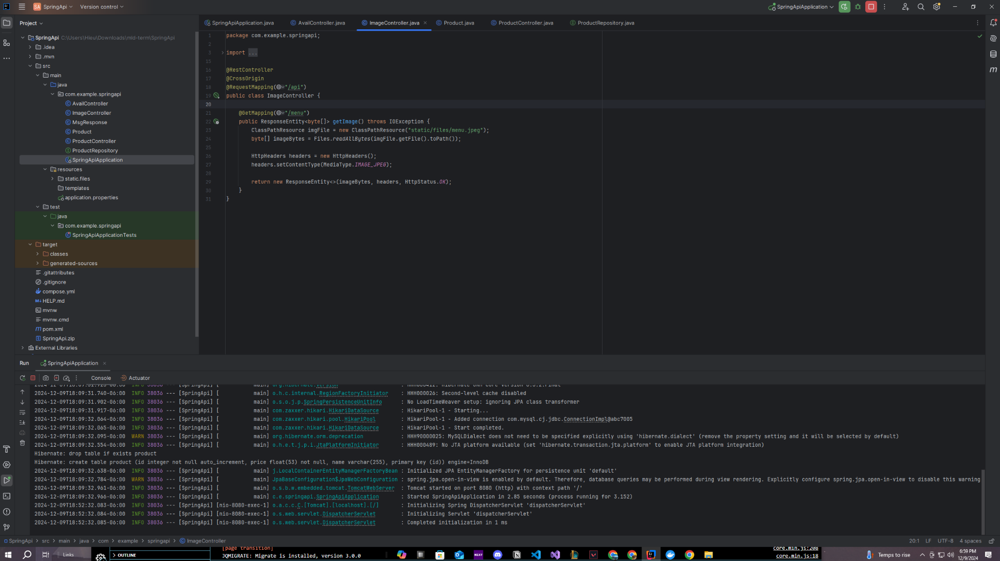 SA SpringApi Version control
SpringApiApplication
Project
SpringApiApplication.java AvailController.java ImageController.java Product.java ProductController.java ProductRepository.java
SpringApi C:\Users\Hieu\Downloads\mld-term\SpringApi
.idea
.mvn
src
main
java
com.example.springapi
AvailController
ImageController
MsgResponse
Product
ProductController
ProductRepository
SpringApiApplication
resources
static.files
templates
application.properties
test
java
com.example.springapi
SpringApiApplicationTests
target
classes
generated-sources
.gitattributes
.gitignore
compose.yml
HELP.md
mvnw
mvnw.cmd
pom.xml
SpringApi.zip
External Libraries
1 package com.example.springapi;
2
3 import ...
15
16 @RestController
17 @CrossOrigin
18 @RequestMapping("/api")
19 public class ImageController {
20
21 @GetMapping("/menu")
22 public ResponseEntity<byte[]> getImage() throws IOException {
23 ClassPathResource imgFile = new ClassPathResource("static/files/menu.jpeg");
24 byte[] imageBytes = Files.readAllBytes(imgFile.getFile().toPath());
25
26 HttpHeaders headers = new HttpHeaders();
27 headers.setContentType(MediaType.IMAGE_JPEG);
28
29 return new ResponseEntity<>(imageBytes, headers, HttpStatus.OK);
30 }
31 }
Run SpringApiApplication
Console Actuator
2024-12-09T18:09:31.740-06:00 INFO 38036 --- [SpringApi] [ main] o.h.c.internal.RegionFactoryInitiator : HHH000026: Second-level cache disabled
2024-12-09T18:09:31.902-06:00 INFO 38036 --- [SpringApi] [ main] o.s.o.j.p.SpringPersistenceUnitInfo : No LoadTimeWeaver setup: ignoring JPA class transformer
2024-12-09T18:09:31.917-06:00 INFO 38036 --- [SpringApi] [ main] com.zaxxer.hikari.HikariDataSource : HikariPool-1 - Starting...
2024-12-09T18:09:32.064-06:00 INFO 38036 --- [SpringApi] [ main] com.zaxxer.hikari.pool.HikariPool : HikariPool-1 - Added connection com.mysql.cj.jdbc.ConnectionImpl@abc7005
2024-12-09T18:09:32.065-06:00 INFO 38036 --- [SpringApi] [ main] com.zaxxer.hikari.HikariDataSource : HikariPool-1 - Start completed.
2024-12-09T18:09:32.095-06:00 WARN 38036 --- [SpringApi] [ main] org.hibernate.orm.deprecation : HHH90000025: MySQLDialect does not need to be specified explicitly using 'hibernate.dialect' (remove the property setting and it will be selected by default)
2024-12-09T18:09:32.554-06:00 INFO 38036 --- [SpringApi] [ main] o.h.e.t.j.p.i.JtaPlatformInitiator : HHH000489: No JTA platform available (set 'hibernate.transaction.jta.platform' to enable JTA platform integration)
Hibernate: drop table if exists product
Hibernate: create table product (id integer not null auto_increment, price float(53) not null, name varchar(255), primary key (id)) engine=InnoDB
2024-12-09T18:09:32.638-06:00 INFO 38036 --- [SpringApi] [ main] j.LocalContainerEntityManagerFactoryBean : Initialized JPA EntityManagerFactory for persistence unit 'default'
2024-12-09T18:09:32.784-06:00 WARN 38036 --- [SpringApi] [ main] JpaBaseConfiguration$JpaWebConfiguration : spring.jpa.open-in-view is enabled by default. Therefore, database queries may be performed during view rendering. Explicitly configure spring.jpa.open-in-view to disable this warning
2024-12-09T18:09:32.961-06:00 INFO 38036 --- [SpringApi] [ main] o.s.b.w.embedded.tomcat.TomcatWebServer : Tomcat started on port 8080 (http) with context path '/'
2024-12-09T18:09:32.966-06:00 INFO 38036 --- [SpringApi] [ main] c.e.springapi.SpringApiApplication : Started SpringApiApplication in 2.85 seconds (process running for 3.152)
2024-12-09T18:52:32.083-06:00 INFO 38036 --- [SpringApi] [nio-8080-exec-1] o.a.c.c.C.[Tomcat].[localhost].[/] : Initializing Spring DispatcherServlet 'dispatcherServlet'
2024-12-09T18:52:32.084-06:00 INFO 38036 --- [SpringApi] [nio-8080-exec-1] o.s.web.servlet.DispatcherServlet : Initializing Servlet 'dispatcherServlet'
2024-12-09T18:52:32.085-06:00 INFO 38036 --- [SpringApi] [nio-8080-exec-1] o.s.web.servlet.DispatcherServlet : Completed initialization in 1 ms
SpringApi > src > main > java > com > example > springapi > ImageController
20:1 LF UTF-8 4 spaces
Links
OUTLINE
[page transition]
JQMIGRATE: Migrate is installed, version 3.0.0
core.min.js:208
core.min.js:18
Temps to rise
6:59 PM
12/9/2024